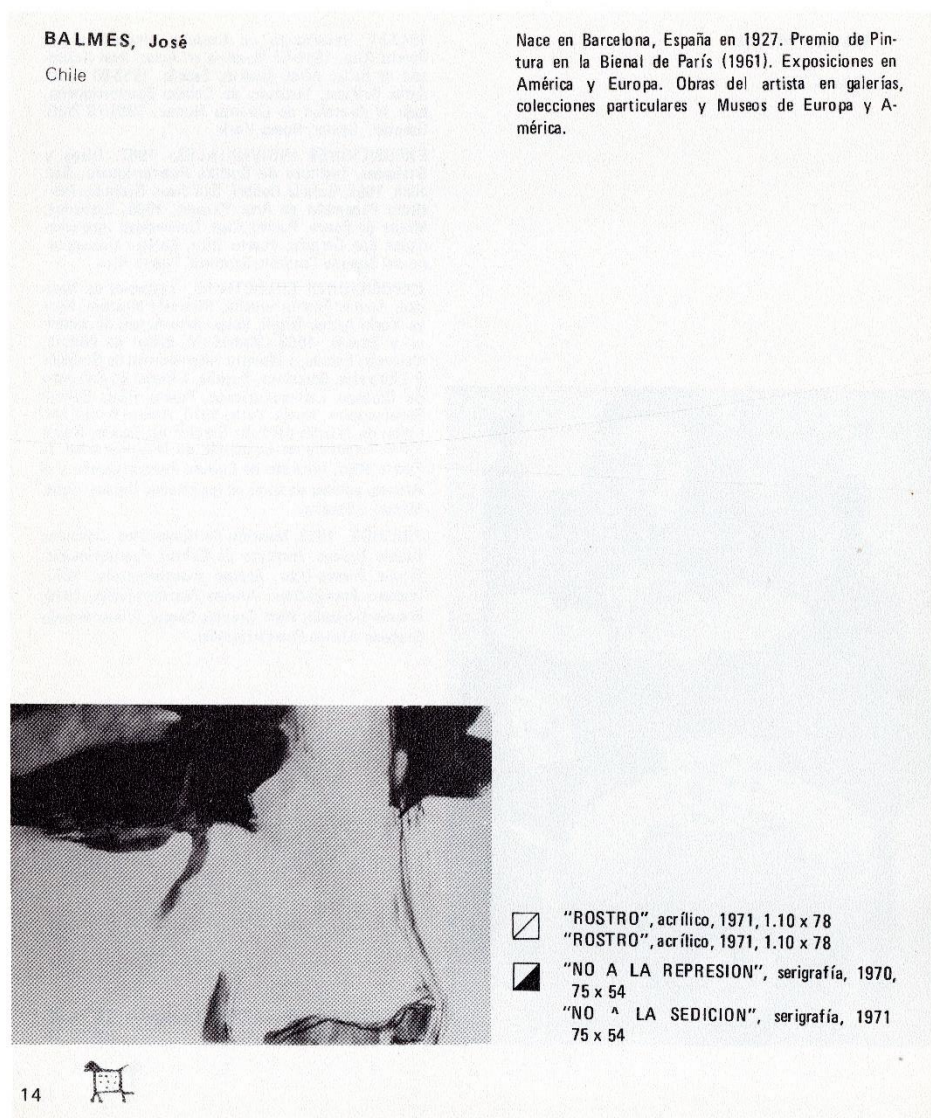 BALMES, José
Chile
Nace en Barcelona, España en 1927. Premio de Pin-
tura en la Bienal de París (1961). Exposiciones en
América y Europa. Obras del artista en galerías,
colecciones particulares y Museos de Europa y A-
mérica.
"ROSTRO", acrílico, 1971, 1.10 x 78
"ROSTRO", acrílico, 1971, 1.10 x 78
"NO A LA REPRESION", serigrafía, 1970,
75 x 54
"NO ^ LA SEDICION", serigrafía, 1971
75 x 54
14